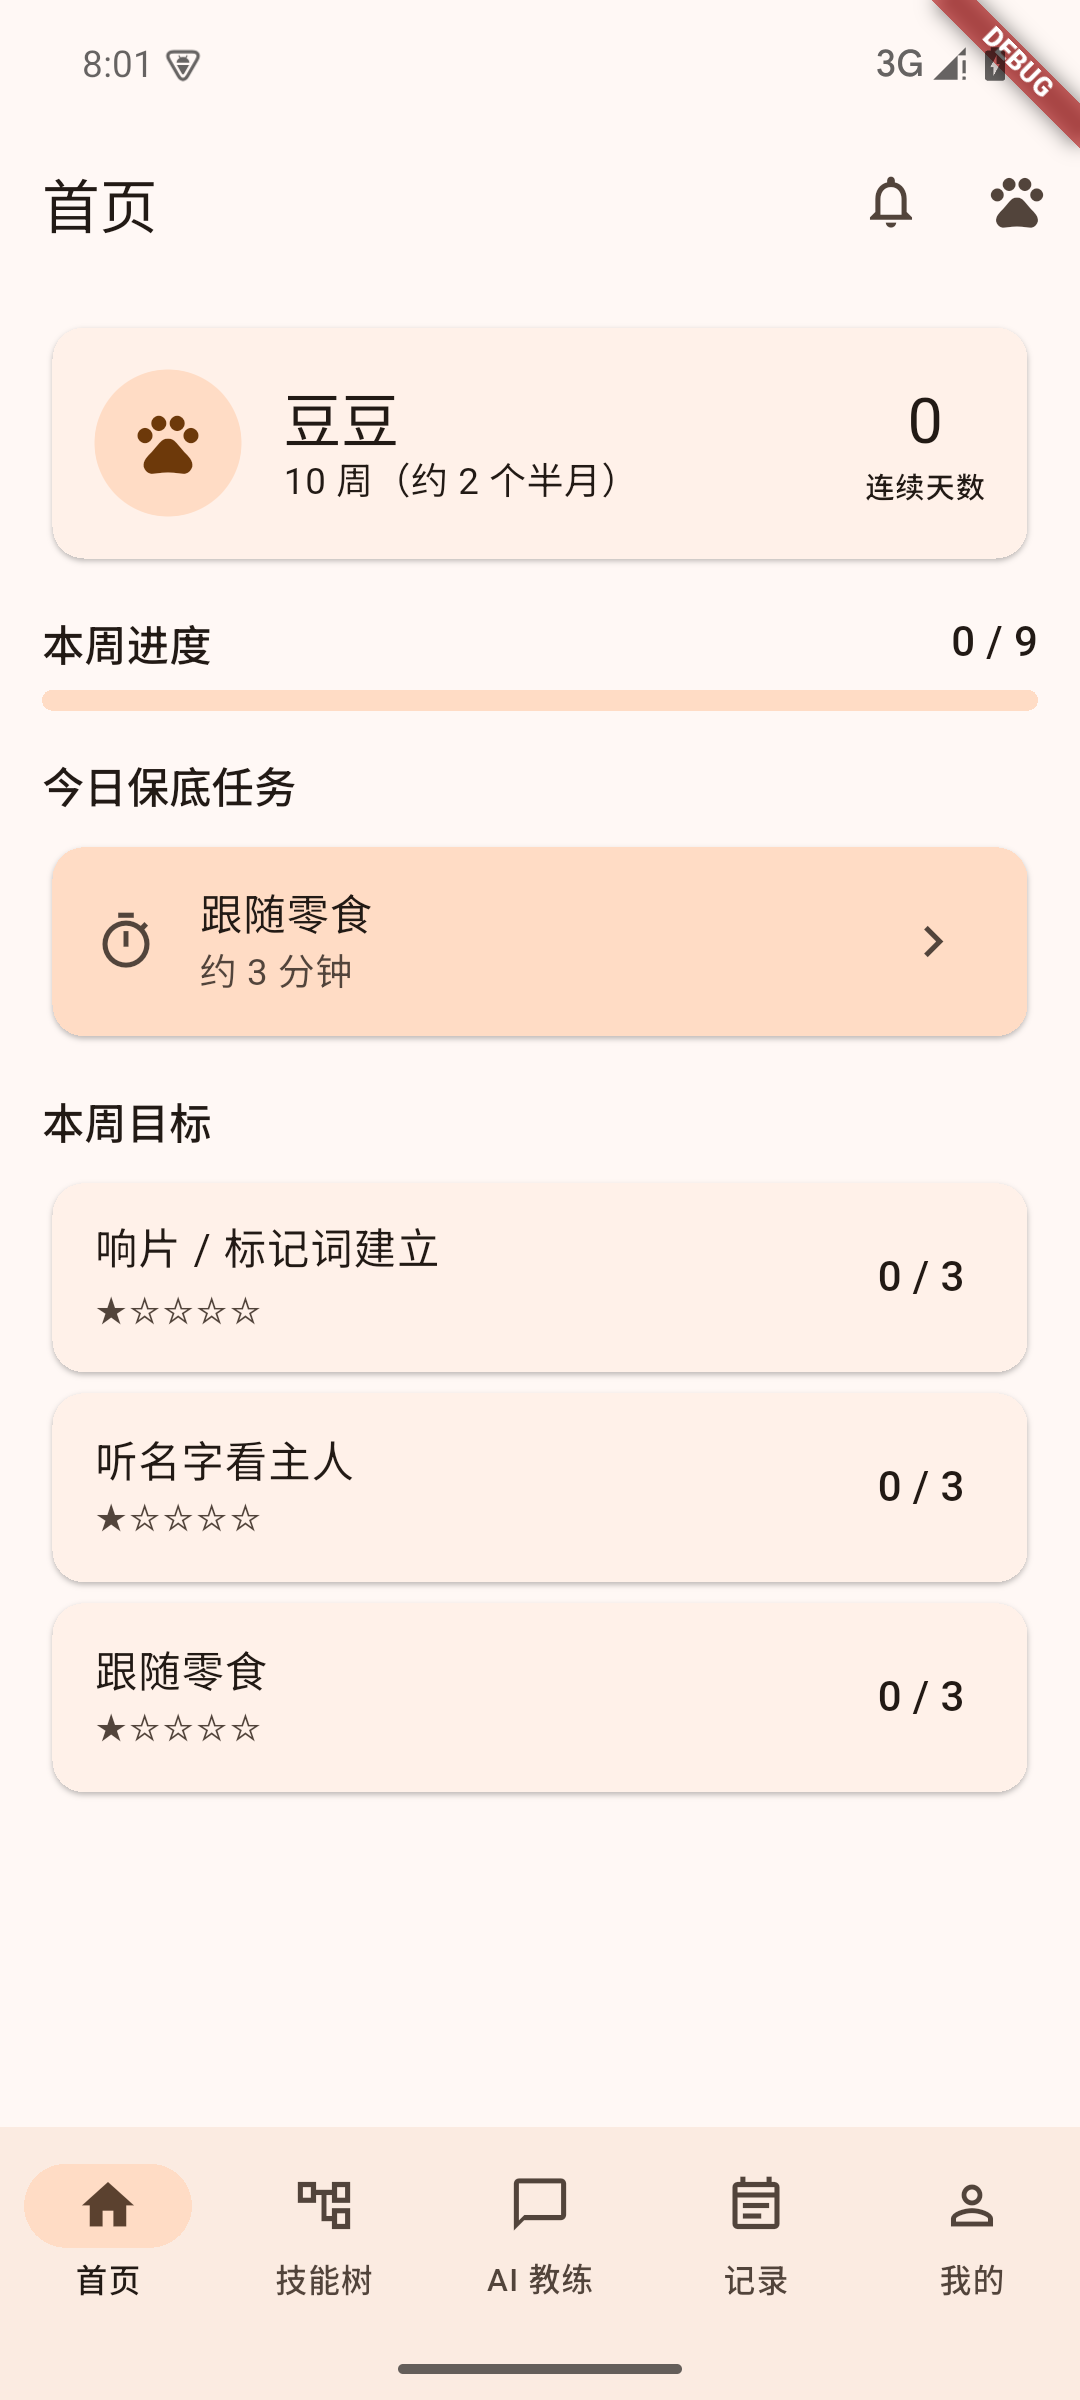 8:01
3G
DEBUG
首页
豆豆
10 周（约 2 个半月）
0
连续天数
本周进度
0 / 9
今日保底任务
跟随零食
约 3 分钟
本周目标
响片 / 标记词建立
★☆☆☆☆
0 / 3
听名字看主人
★☆☆☆☆
0 / 3
跟随零食
★☆☆☆☆
0 / 3
首页
技能树
AI 教练
记录
我的